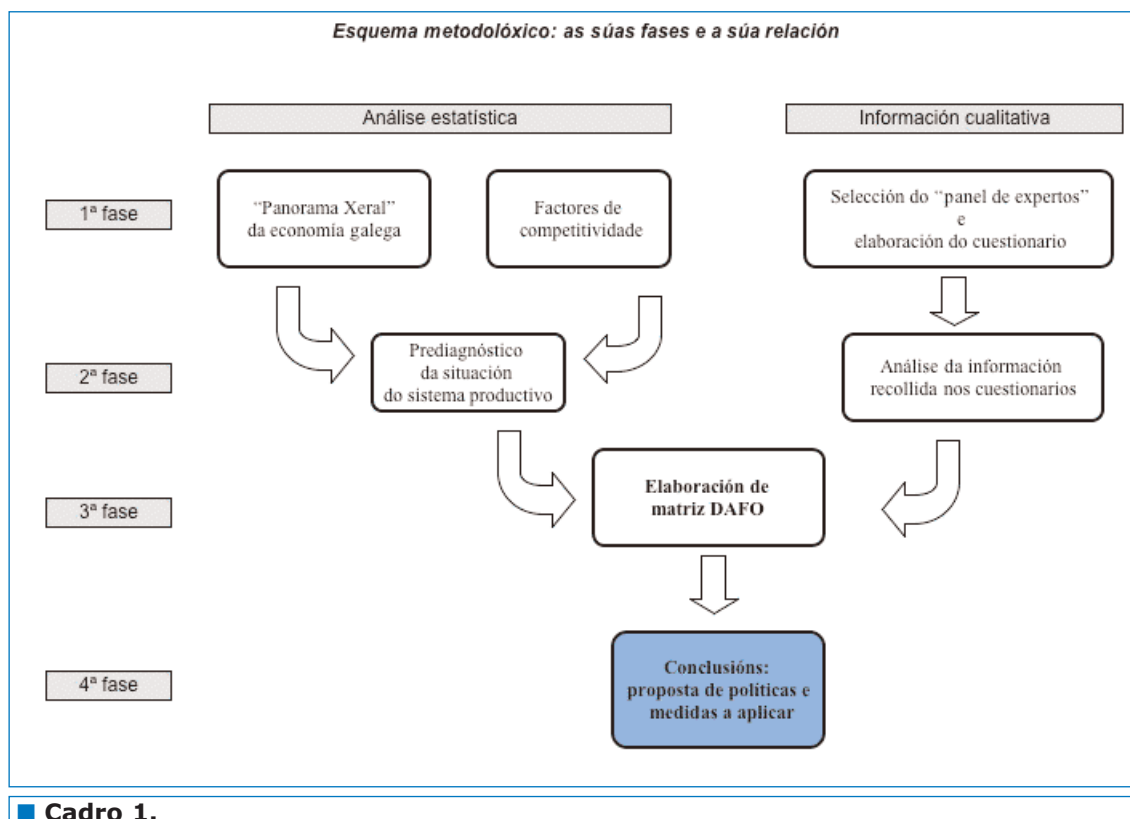 Esquema metodolóxico: as súas fases e a súa relación
Análise estatística
Información cualitativa
1ª fase
“Panorama Xeral”
da economía galega
Factores de
competitividade
Selección do “panel de expertos”
e
elaboración do cuestionario
2ª fase
Prediagnóstico
da situación
do sistema productivo
Análise da información
recollida nos cuestionarios
3ª fase
Elaboración de
matriz DAFO
4ª fase
Conclusións:
proposta de políticas e
medidas a aplicar
Cadro 1.